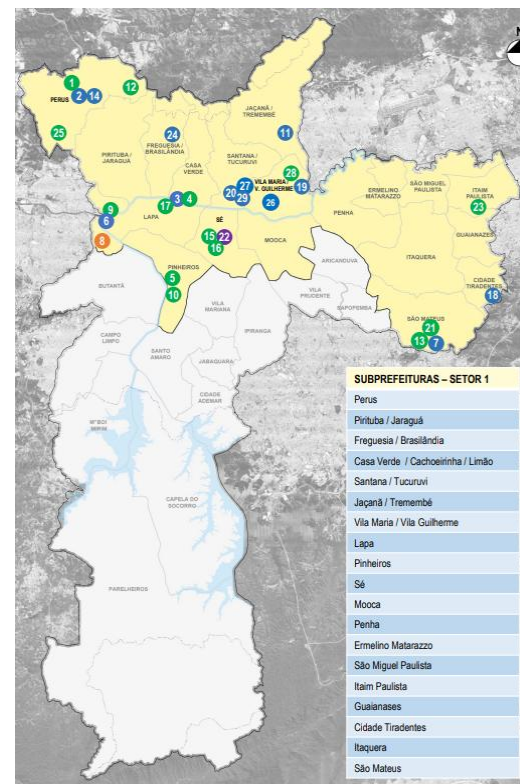 N
1
2
14
12
PERUS
JAÇANÃ /
TREMEMBÉ
25
24
11
PIRITUBA /
JARAGUÁ
FREGUESIA /
BRASILÂNDIA
CASA
VERDE
SANTANA /
TUCURUVI
28
27
VILA MARIA/
V. GUILHERME
19
20
29
26
3
4
17
9
6
LAPA
SÉ
8
15
22
16
MOOCA
PENHA
ERMELINO
MATARAZZO
SÃO MIGUEL
PAULISTA
ITAIM
PAULISTA
23
GUAIANAZES
ITAQUERA
CIDADE
TIRADENTES
18
ARICANDUVA
PINHEIROS
5
10
BUTANTÃ
VILA
MARIANA
VILA
PRUDENTE
SAPOPEMBA
SÃO MATEUS
21
13
7
CAMPO
LIMPO
SANTO
AMARO
IPIRANGA
JABAQUARA
CIDADE
ADEMAR
M'BOI
MIRIM
CAPELA DO
SOCORRO
PARELHEIROS
SUBPREFEITURAS – SETOR 1
Perus
Pirituba / Jaraguá
Freguesia / Brasilândia
Casa Verde / Cachoeirinha / Limão
Santana / Tucuruvi
Jaçanã / Tremembé
Vila Maria / Vila Guilherme
Lapa
Pinheiros
Sé
Mooca
Penha
Ermelino Matarazzo
São Miguel Paulista
Itaim Paulista
Guaianases
Cidade Tiradentes
Itaquera
São Mateus